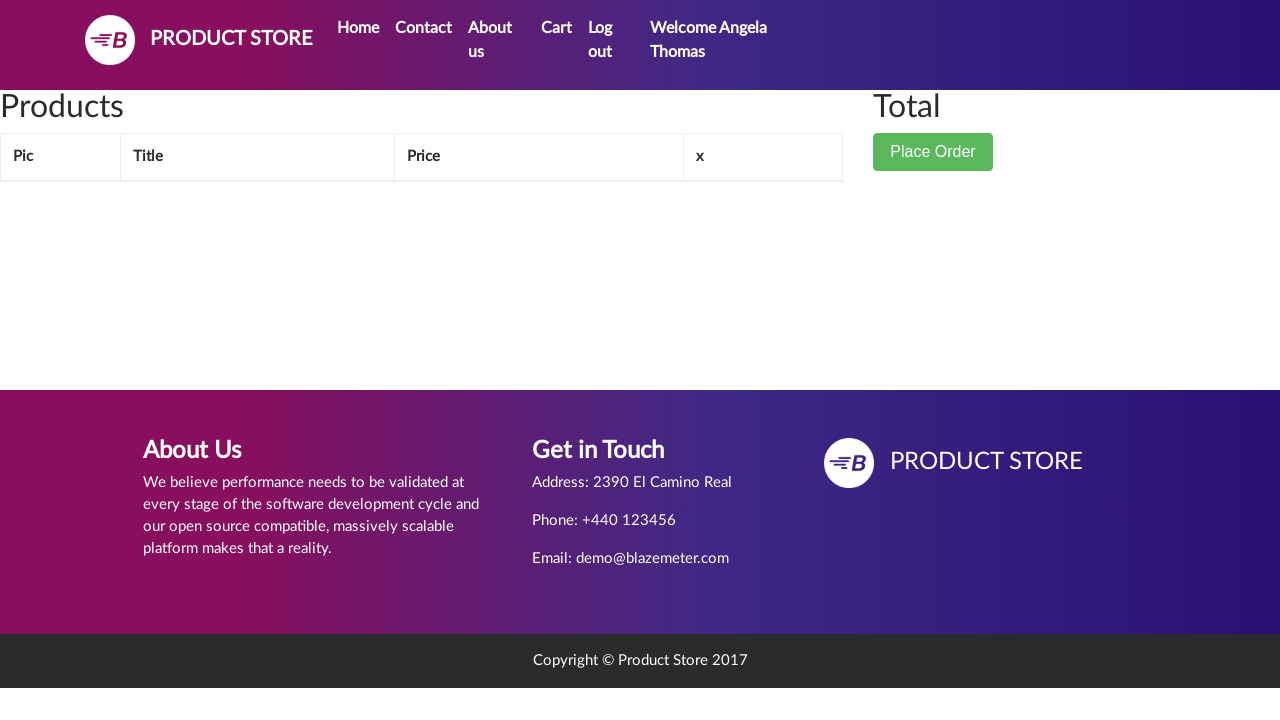 B PRODUCT STORE Home Contact About us Cart Log out Welcome Angela Thomas
Products
Total
Pic Title Price x
Place Order
About Us
We believe performance needs to be validated at
every stage of the software development cycle and
our open source compatible, massively scalable
platform makes that a reality.
Get in Touch
Address: 2390 El Camino Real
Phone: +440 123456
Email: demo@blazemeter.com
B PRODUCT STORE
Copyright © Product Store 2017